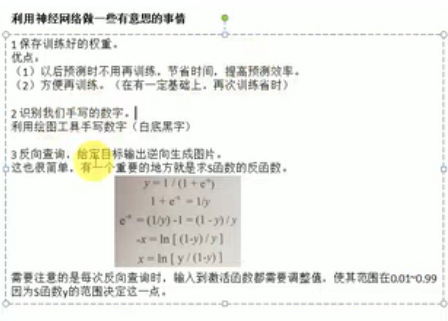 利用神经网络做一些有意思的事情
1 保存训练好的权重。
优点。
（1）以后预测时不用再训练，节省时间，提高预测效率。
（2）方便再训练。（在有一定基础上，再次训练省时）
2 识别我们手写的数字。
利用绘图工具手写数字（白底黑字）
3 反向查询，给定目标输出逆向生成图片。
这也很简单，有一个重要的地方就是求S函数的反函数。
y = 1 / (1 + e⁻ˣ)
1 + e⁻ˣ = 1/y
e⁻ˣ = (1/y) -1 = (1 - y) / y
-x = ln [ (1-y) / y ]
x = ln [ y / (1-y) ]
需要注意的是每次反向查询时，输入到激活函数都需要调整值，使其范围在0.01~0.99
因为S函数y的范围决定这一点。